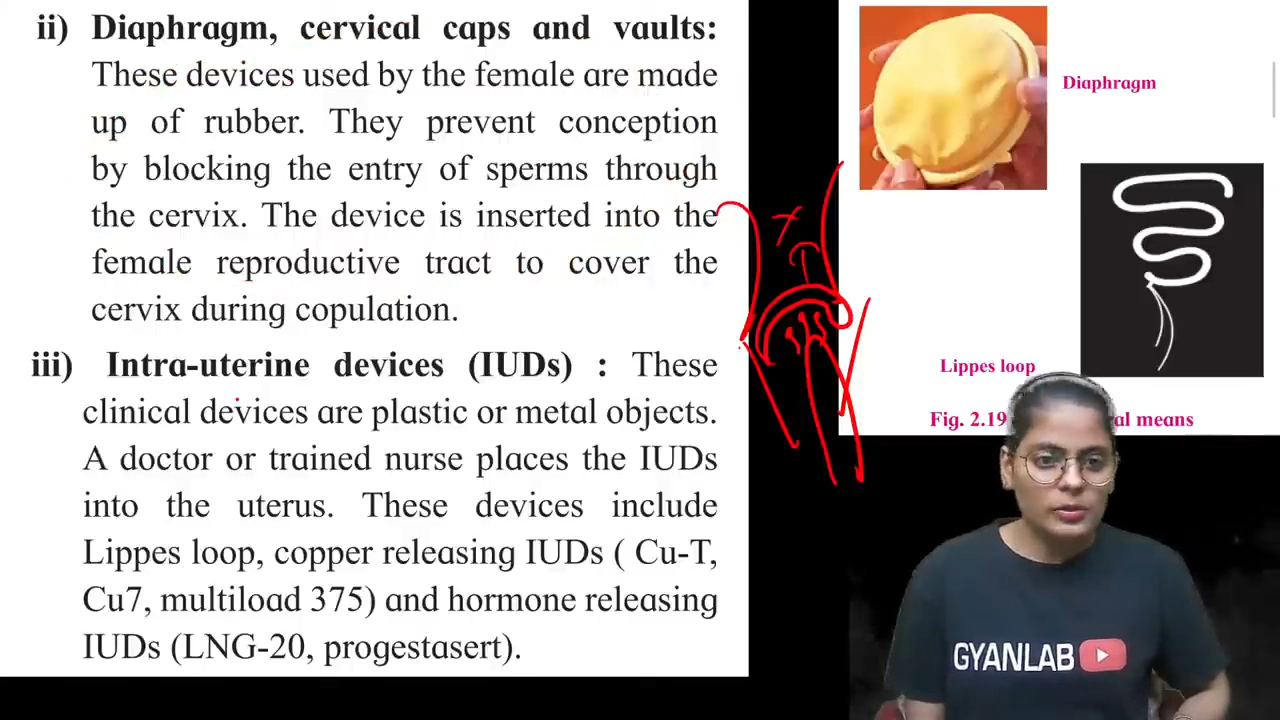 ii) Diaphragm, cervical caps and vaults:
These devices used by the female are made
up of rubber. They prevent conception
by blocking the entry of sperms through
the cervix. The device is inserted into the
female reproductive tract to cover the
cervix during copulation.
iii) Intra-uterine devices (IUDs) : These
clinical devices are plastic or metal objects.
A doctor or trained nurse places the IUDs
into the uterus. These devices include
Lippes loop, copper releasing IUDs ( Cu-T,
Cu7, multiload 375) and hormone releasing
IUDs (LNG-20, progestasert).
Diaphragm
Lippes loop
Fig. 2.19 al means
GYANLAB